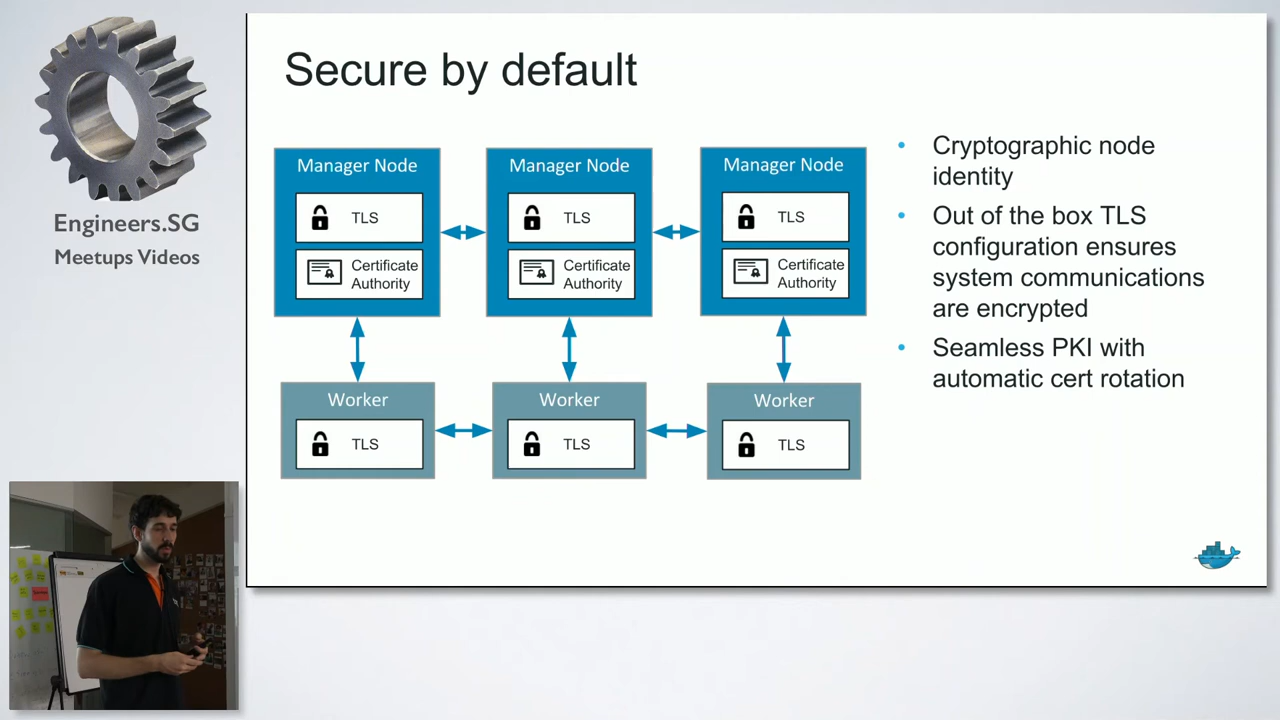 Engineers.SG
Meetups Videos
Secure by default
Manager Node
TLS
Certificate
Authority
Manager Node
TLS
Certificate
Authority
Manager Node
TLS
Certificate
Authority
Worker
TLS
Worker
TLS
Worker
TLS
• Cryptographic node
identity
• Out of the box TLS
configuration ensures
system communications
are encrypted
• Seamless PKI with
automatic cert rotation